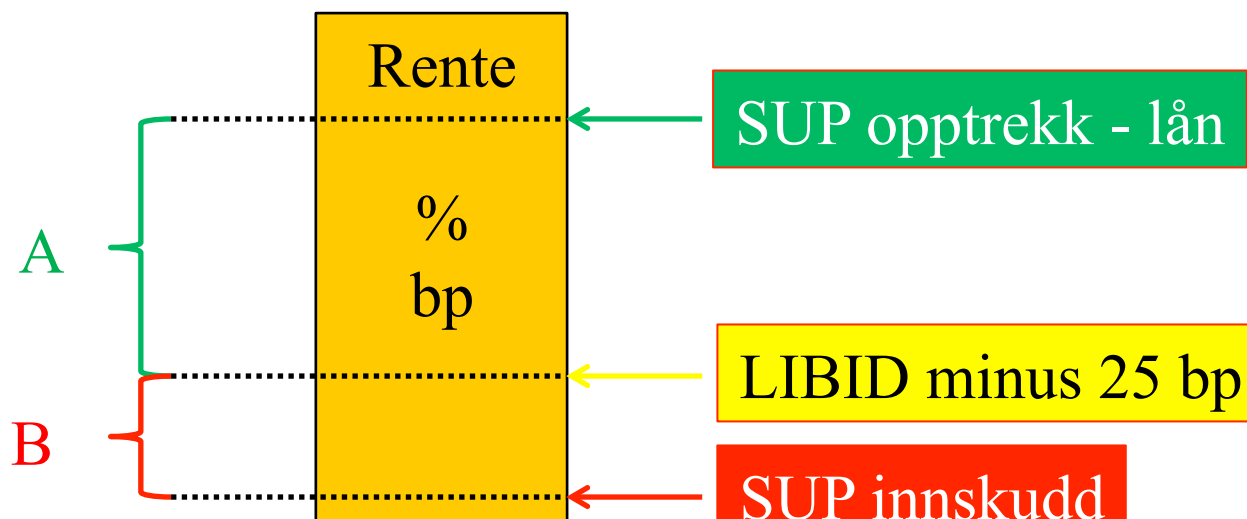 Rente
SUP opptrekk - lån
%
A
bp
LIBID minus 25 bp
B
SUP innskudd